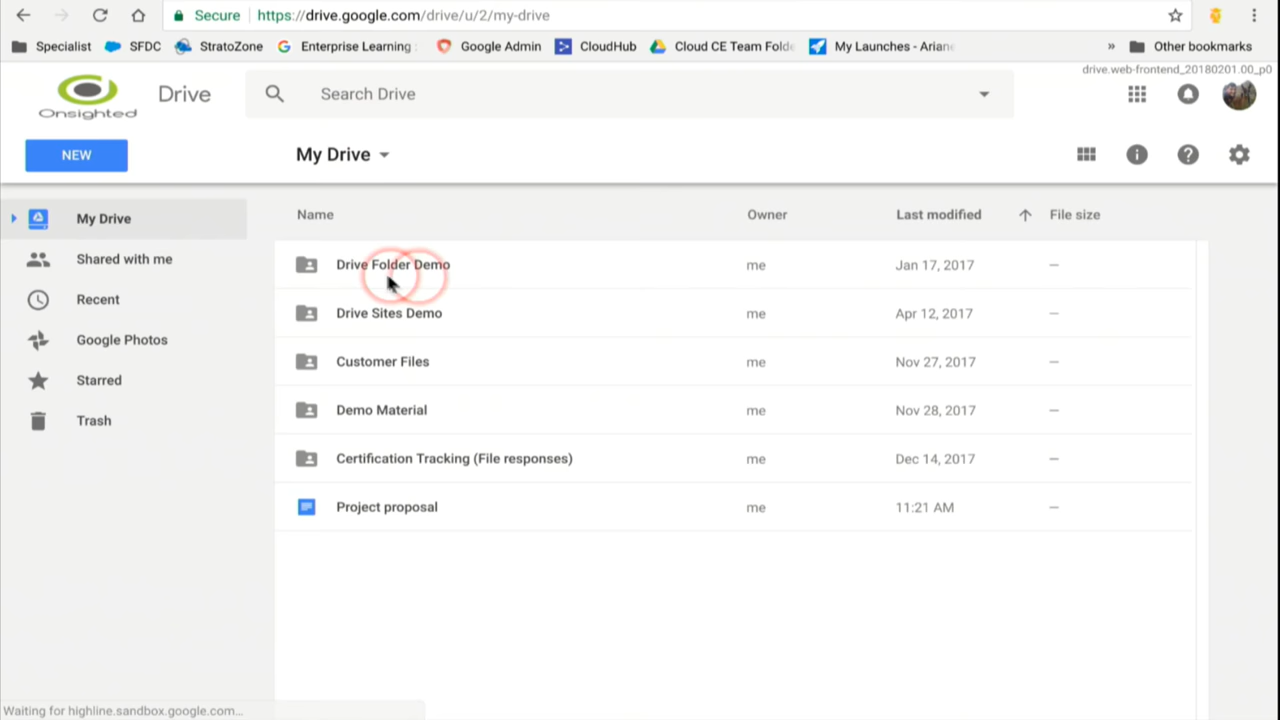 Secure https://drive.google.com/drive/u/2/my-drive
Specialist SFDC StratoZone Enterprise Learning Google Admin CloudHub Cloud CE Team Folde My Launches - Ariane » Other bookmarks
drive.web-frontend_20180201.00_p0
Onsighted Drive Search Drive
NEW My Drive
My Drive
Shared with me
Recent
Google Photos
Starred
Trash
Name Owner Last modified File size
Drive Folder Demo me Jan 17, 2017 –
Drive Sites Demo me Apr 12, 2017 –
Customer Files me Nov 27, 2017 –
Demo Material me Nov 28, 2017 –
Certification Tracking (File responses) me Dec 14, 2017 –
Project proposal me 11:21 AM –
Waiting for highline.sandbox.google.com...